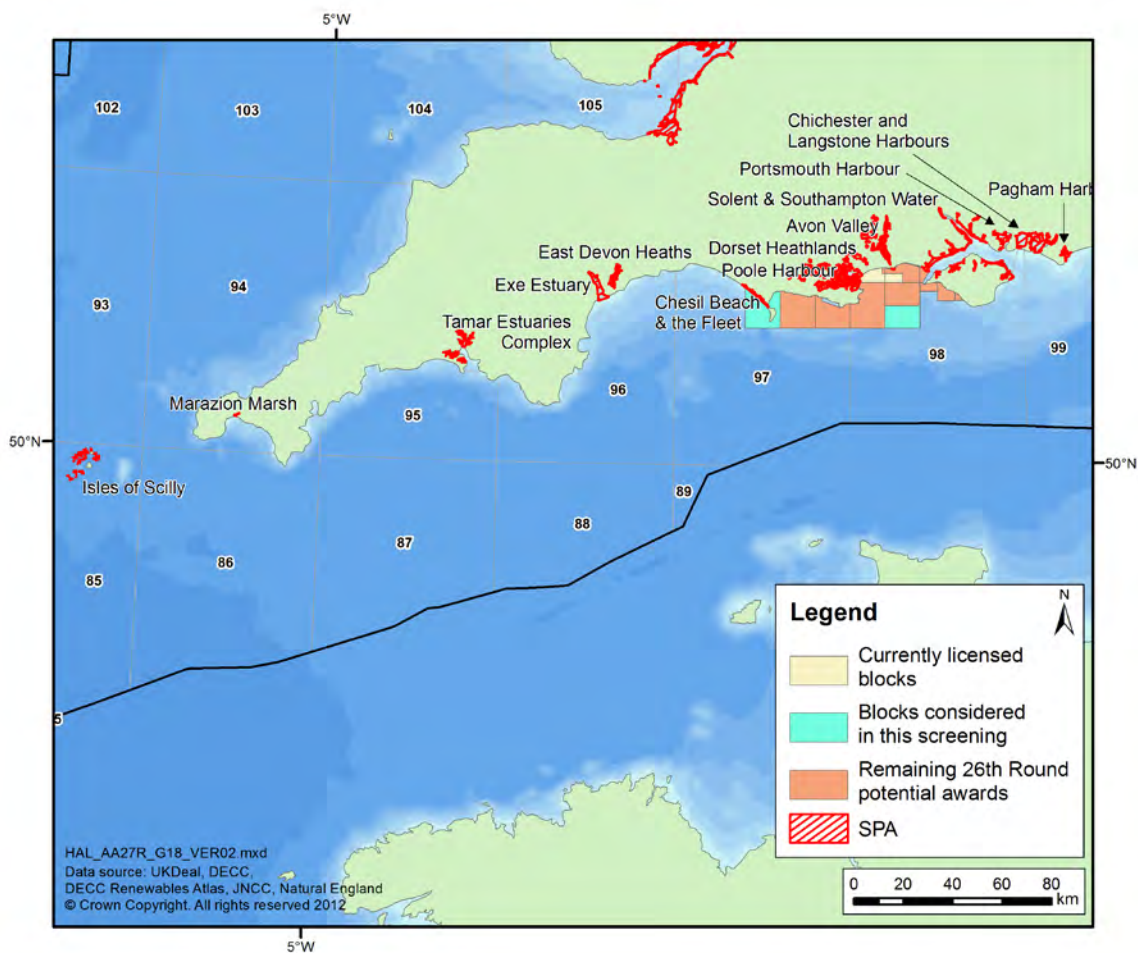 5°W
102
103
104
105
Chichester and
Langstone Harbours
Portsmouth Harbour
Pagham Harb
Solent & Southampton Water
Avon Valley
Dorset Heathlands
Poole Harbour
East Devon Heaths
Exe Estuary
Chesil Beach
& the Fleet
Tamar Estuaries
Complex
94
93
98
99
97
96
95
Marazion Marsh
50°N
50°N
Isles of Scilly
89
88
87
86
85
5
Legend
N
Currently licensed
blocks
Blocks considered
in this screening
Remaining 26th Round
potential awards
SPA
HAL_AA27R_G18_VER02.mxd
Data source: UKDeal, DECC,
DECC Renewables Atlas, JNCC, Natural England
© Crown Copyright. All rights reserved 2012
0 20 40 60 80
km
5°W